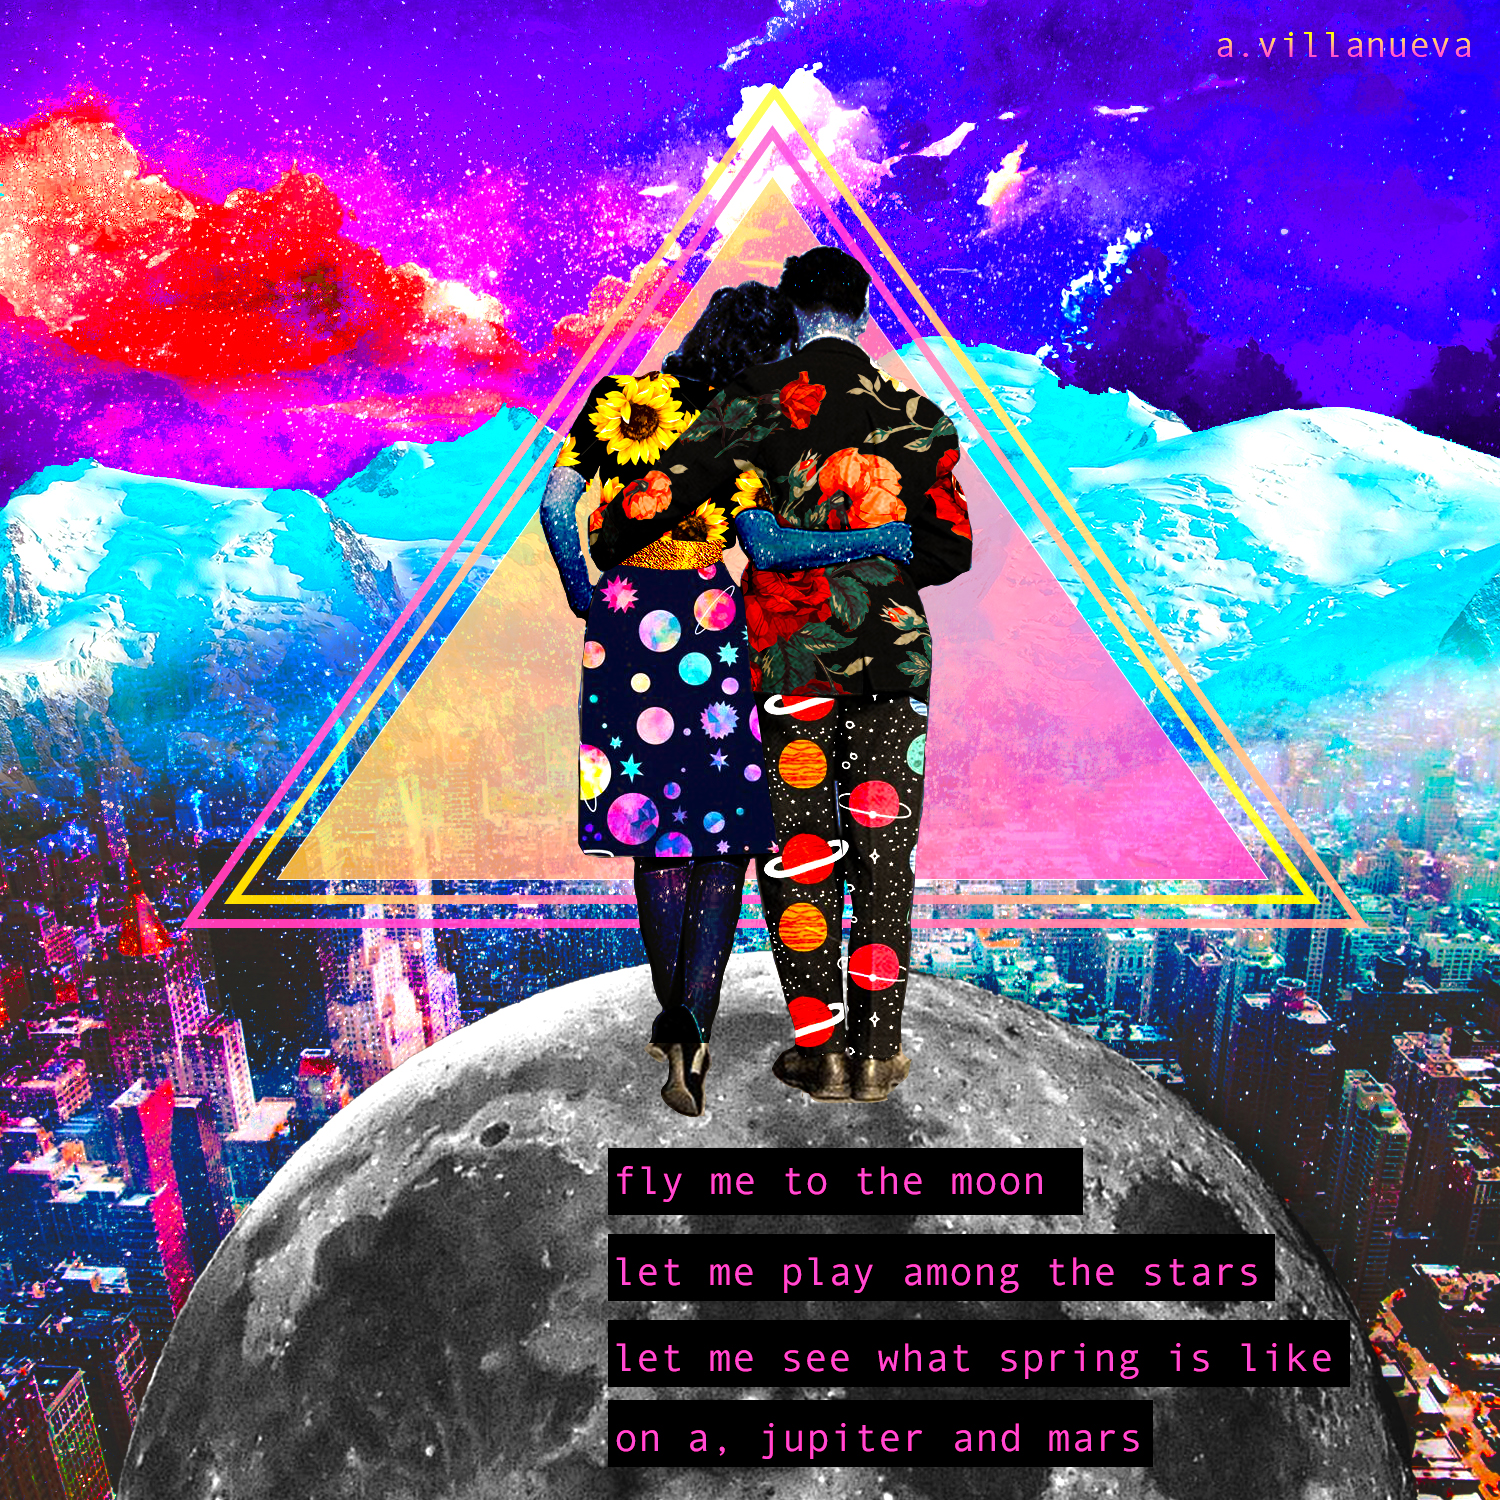 a.villanueva
fly me to the moon
let me play among the stars
let me see what spring is like
on a, jupiter and mars